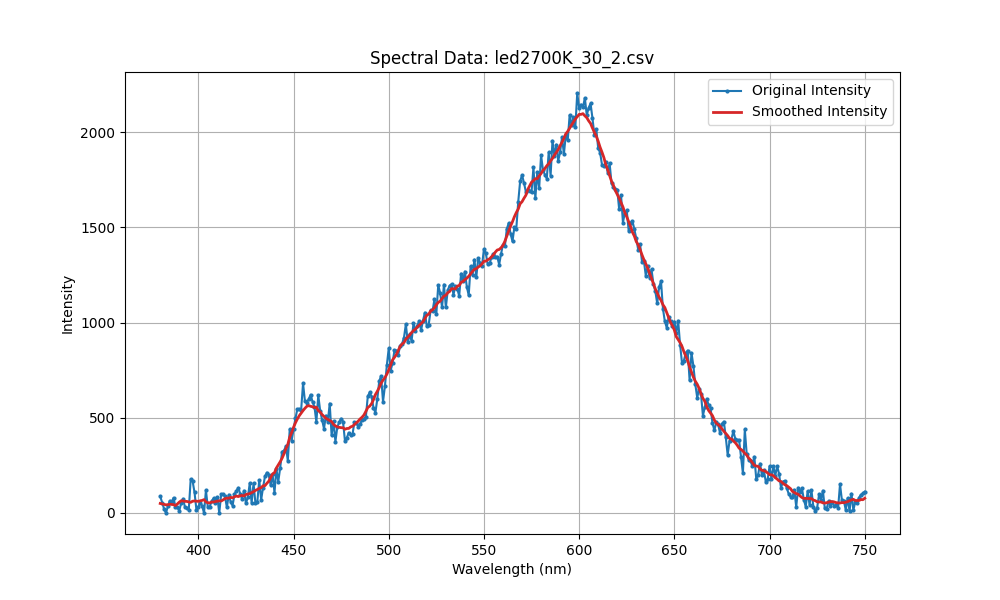 Spectral Data: led2700K_30_2.csv
Original Intensity
Smoothed Intensity
2000
1500
1000
500
0
Intensity
400 450 500 550 600 650 700 750
Wavelength (nm)